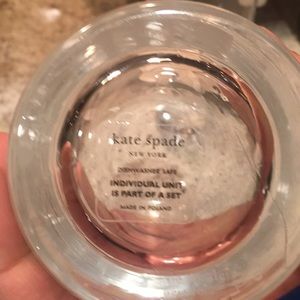 kate spade
NEW YORK
DISHWASHER SAFE
INDIVIDUAL UNIT
IS PART OF A SET
MADE IN POLAND